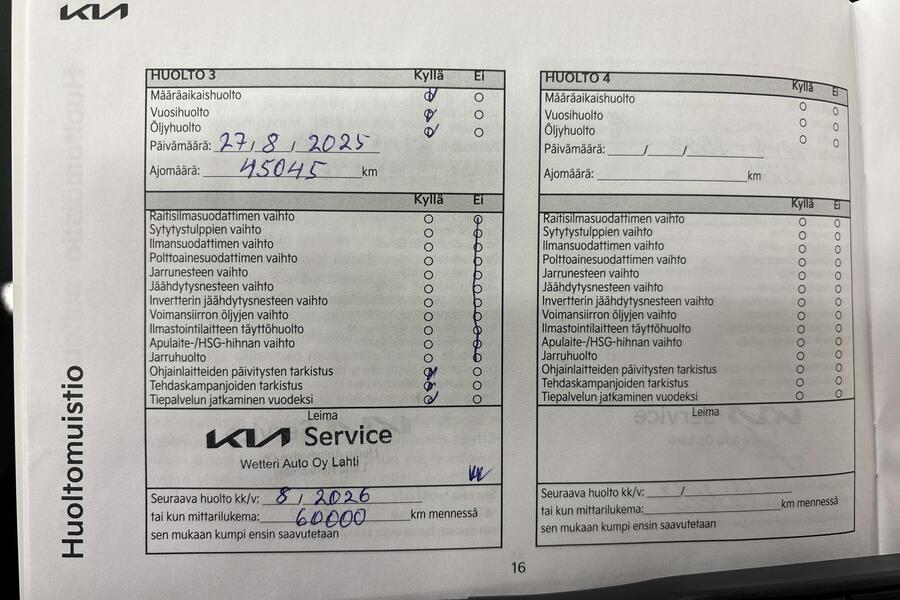 KIA
Huoltomuistio
HUOLTO 3 Kyllä Ei
Määräaikaishuolto
Vuosihuolto
Öljyhuolto
Päivämäärä: 27/8/2025
Ajomäärä: 45045 km
Kyllä Ei
Raitisilmasuodattimen vaihto
Sytytystulppien vaihto
Ilmansuodattimen vaihto
Polttoainesuodattimen vaihto
Jarrunesteen vaihto
Jäähdytysnesteen vaihto
Invertterin jäähdytysnesteen vaihto
Voimansiirron öljyjen vaihto
Ilmastointilaitteen täyttöhuolto
Apulaite-/HSG-hihnan vaihto
Jarruhuolto
Ohjainlaitteiden päivitysten tarkistus
Tehdaskampanjoiden tarkistus
Tiepalvelun jatkaminen vuodeksi
Leima
KIA Service
Wetteri Auto Oy Lahti
Seuraava huolto kk/v: 8/2026
tai kun mittarilukema: 60000 km mennessä
sen mukaan kumpi ensin saavutetaan
HUOLTO 4 Kyllä Ei
Määräaikaishuolto
Vuosihuolto
Öljyhuolto
Päivämäärä: ____/____/________
Ajomäärä: ________ km
Kyllä Ei
Raitisilmasuodattimen vaihto
Sytytystulppien vaihto
Ilmansuodattimen vaihto
Polttoainesuodattimen vaihto
Jarrunesteen vaihto
Jäähdytysnesteen vaihto
Invertterin jäähdytysnesteen vaihto
Voimansiirron öljyjen vaihto
Ilmastointilaitteen täyttöhuolto
Apulaite-/HSG-hihnan vaihto
Jarruhuolto
Ohjainlaitteiden päivitysten tarkistus
Tehdaskampanjoiden tarkistus
Tiepalvelun jatkaminen vuodeksi
Leima
Seuraava huolto kk/v: ____/________
tai kun mittarilukema: ________ km mennessä
sen mukaan kumpi ensin saavutetaan
16